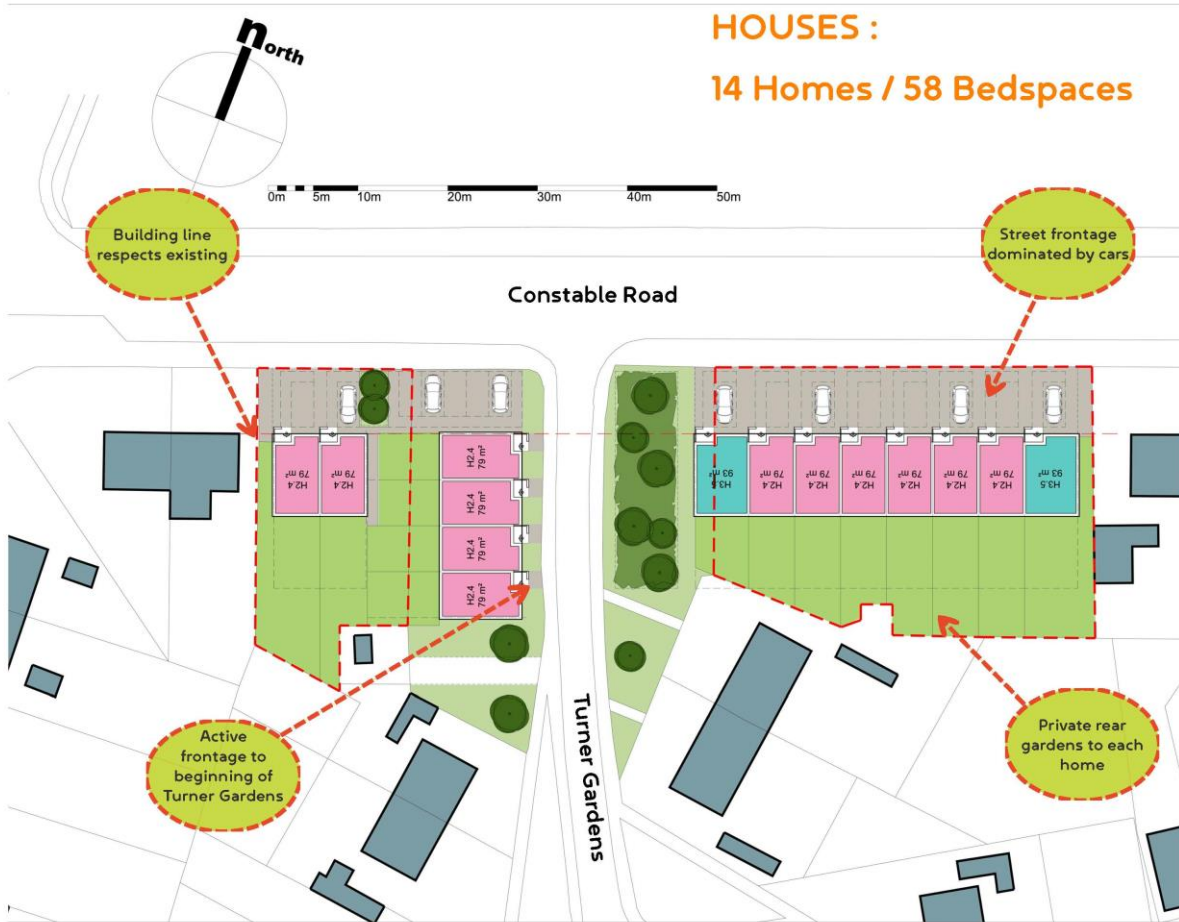 HOUSES :
14 Homes / 58 Bedspaces
north
0m 5m 10m 20m 30m 40m 50m
Building line
respects existing
Street frontage
dominated by cars
Constable Road
H2.4
79 m²
H2.4
79 m²
H2.4
79 m²
H2.4
79 m²
H2.4
79 m²
H2.4
79 m²
H3.5
93 m²
H2.4
79 m²
H2.4
79 m²
H2.4
79 m²
H2.4
79 m²
H2.4
79 m²
H2.4
79 m²
H3.5
93 m²
Active
frontage to
beginning of
Turner Gardens
Turner Gardens
Private rear
gardens to each
home